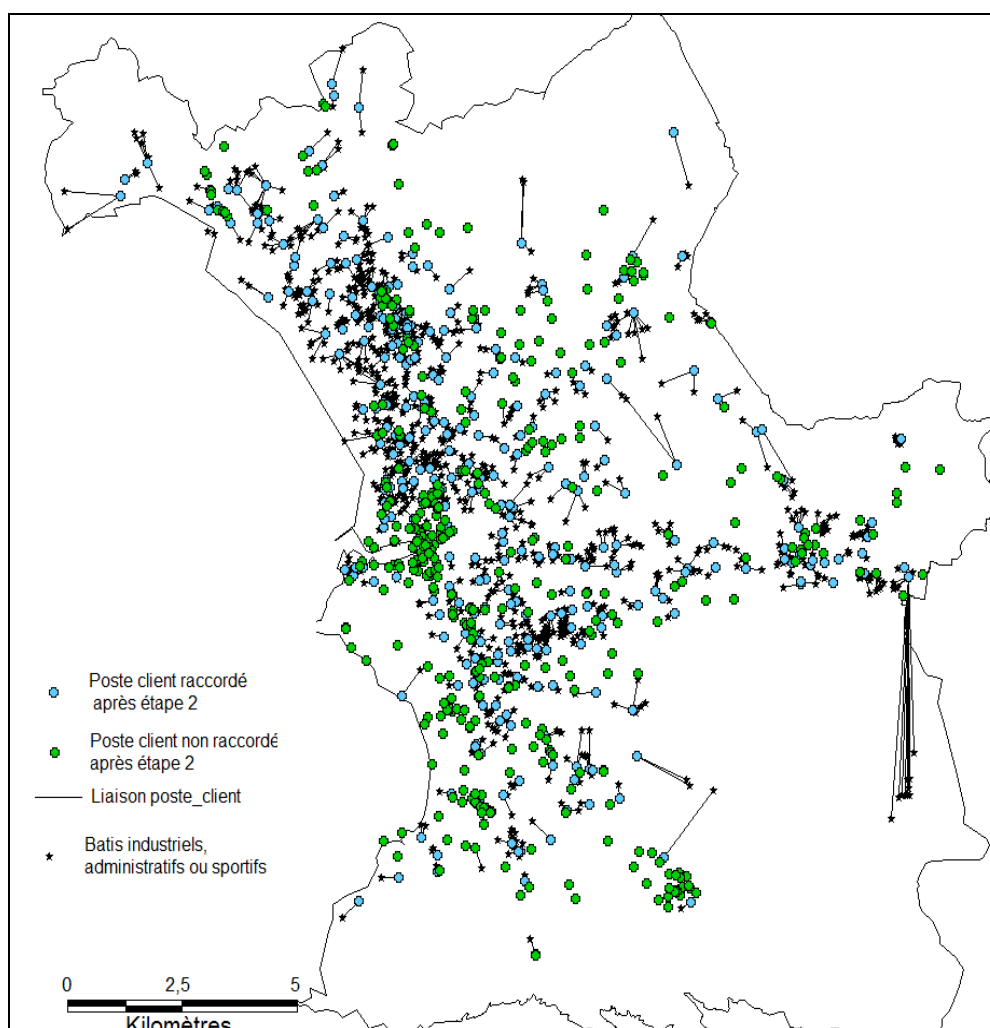 Poste client raccordé
après étape 2
Poste client non raccordé
après étape 2
Liaison poste_client
Batis industriels,
administratifs ou sportifs
0 2,5 5
Kilomètres